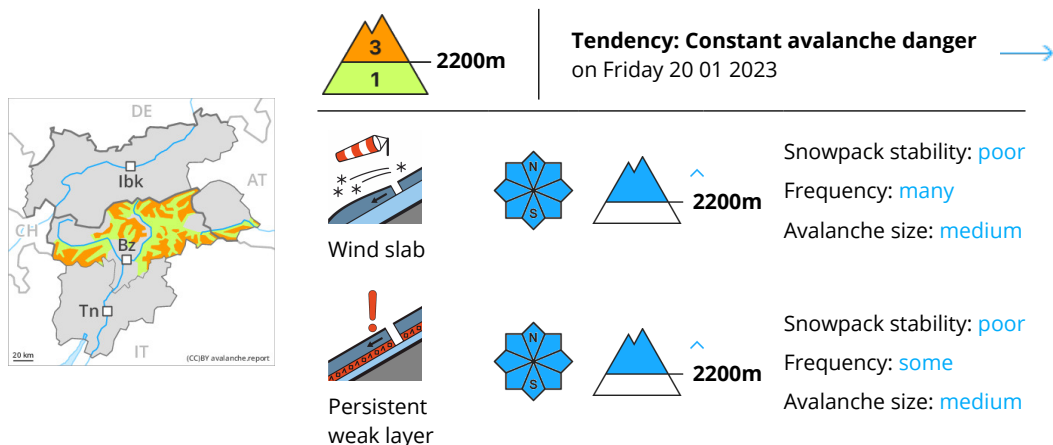 3
1
2200m
Tendency: Constant avalanche danger
on Friday 20 01 2023
DE
Ibk
AT
CH
Bz
Tn
IT
20 km
(CC)BY avalanche.report
Wind slab
N
S
2200m
Snowpack stability: poor
Frequency: many
Avalanche size: medium
Persistent
weak layer
N
S
2200m
Snowpack stability: poor
Frequency: some
Avalanche size: medium